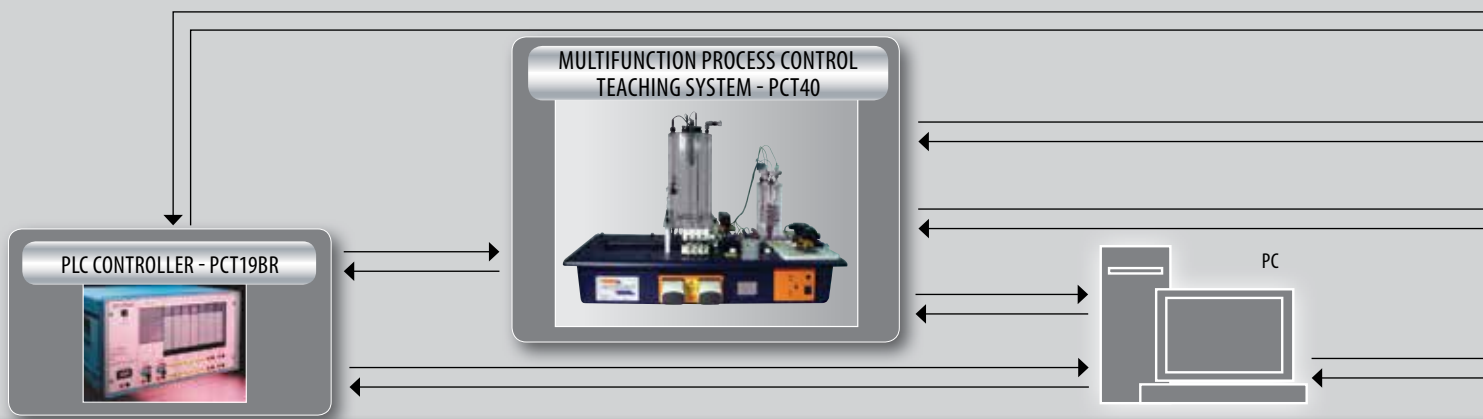 MULTIFUNCTION PROCESS CONTROL
TEACHING SYSTEM - PCT40
PLC CONTROLLER - PCT19BR
PC